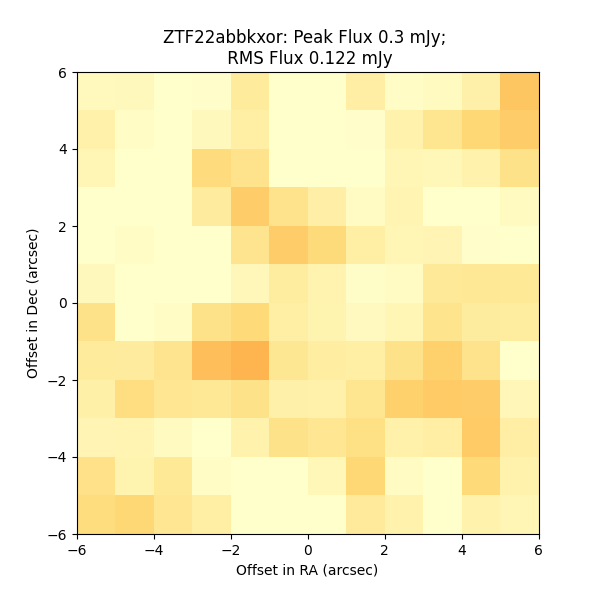 ZTF22abbkxor: Peak Flux 0.3 mJy;
RMS Flux 0.122 mJy
6
4
2
0
−2
−4
−6
Offset in Dec (arcsec)
−6 −4 −2 0 2 4 6
Offset in RA (arcsec)